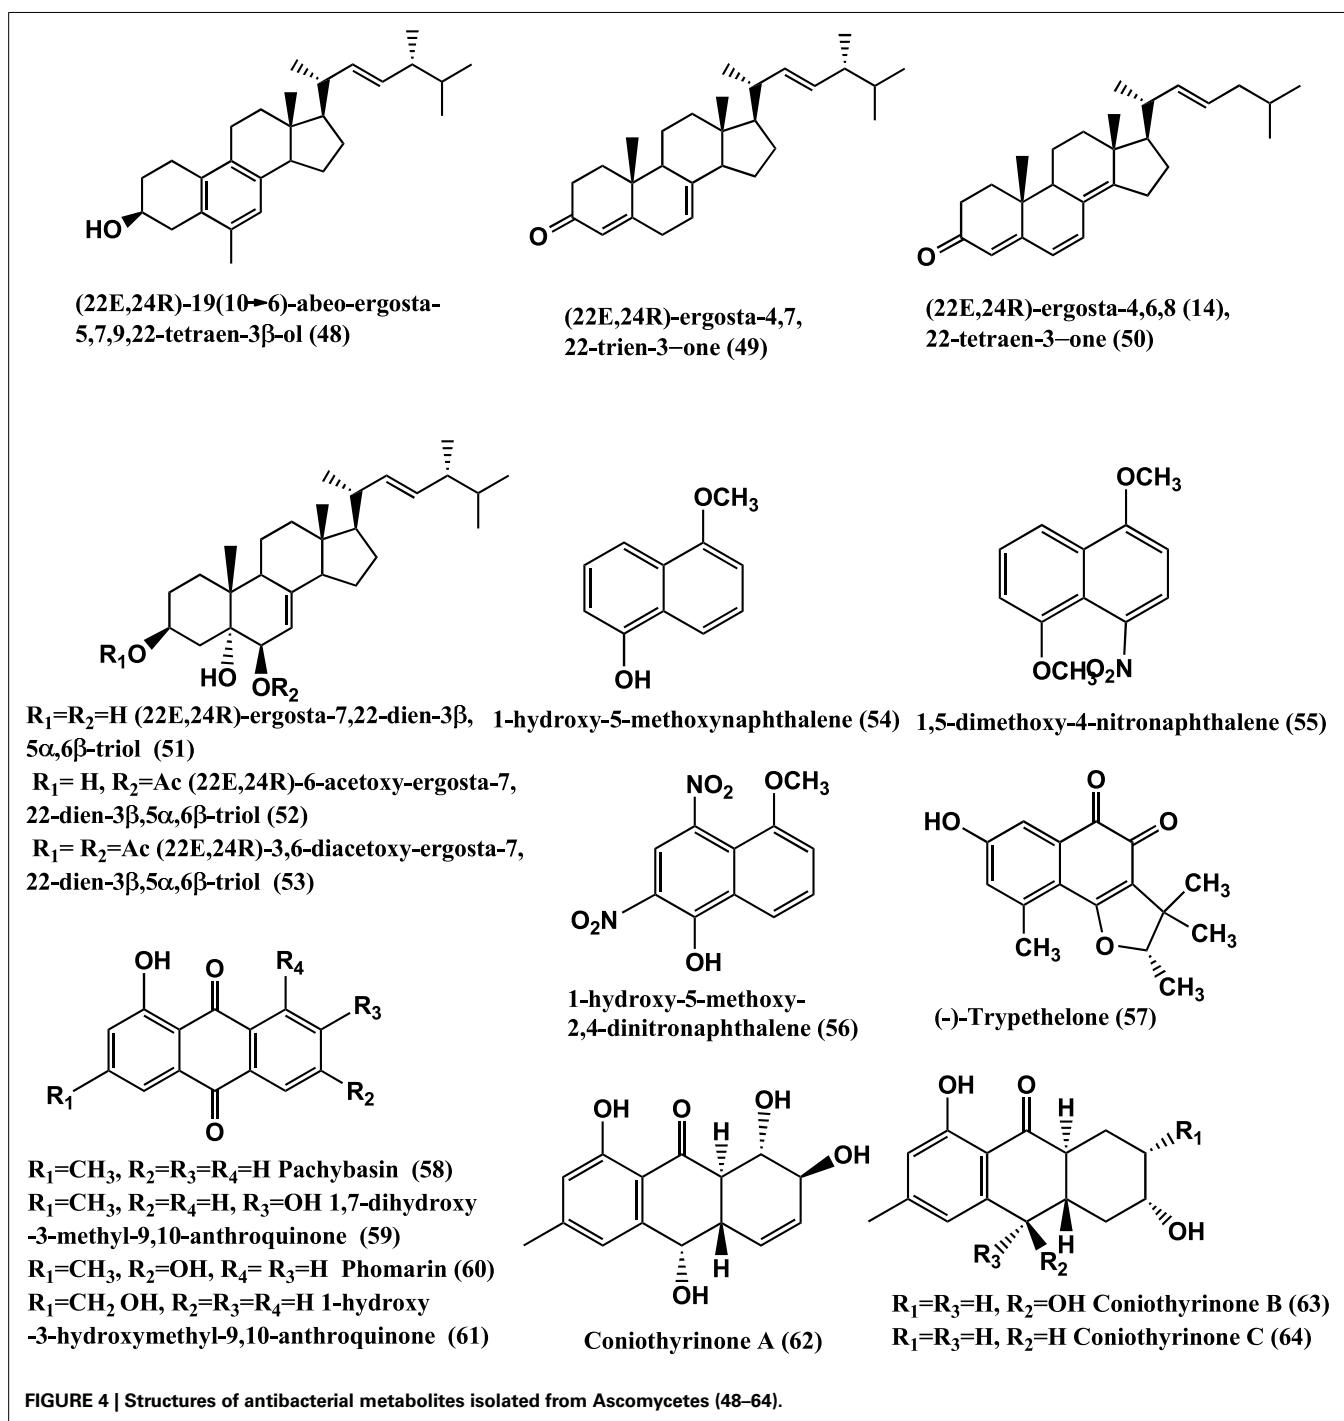 HO
(22E,24R)-19(10→6)-abeo-ergosta-
5,7,9,22-tetraen-3β-ol (48)
O
(22E,24R)-ergosta-4,7,
22-trien-3–one (49)
O
(22E,24R)-ergosta-4,6,8 (14),
22-tetraen-3–one (50)
R1O
HO
OR2
R1=R2=H (22E,24R)-ergosta-7,22-dien-3β,
5α,6β-triol (51)
R1= H, R2=Ac (22E,24R)-6-acetoxy-ergosta-7,
22-dien-3β,5α,6β-triol (52)
R1= R2=Ac (22E,24R)-3,6-diacetoxy-ergosta-7,
22-dien-3β,5α,6β-triol (53)
OCH3
OH
1-hydroxy-5-methoxynaphthalene (54)
OCH3
OCH3
O2N
1,5-dimethoxy-4-nitronaphthalene (55)
NO2
OCH3
O2N
OH
1-hydroxy-5-methoxy-
2,4-dinitronaphthalene (56)
O
HO
O
CH3
CH3
CH3
O
CH3
(-)-Trypethelone (57)
OH
O
R4
R3
R1
R2
O
R1=CH3, R2=R3=R4=H Pachybasin (58)
R1=CH3, R2=R4=H, R3=OH 1,7-dihydroxy
-3-methyl-9,10-anthroquinone (59)
R1=CH3, R2=OH, R4= R3=H Phomarin (60)
R1=CH2 OH, R2=R3=R4=H 1-hydroxy
-3-hydroxymethyl-9,10-anthroquinone (61)
OH
O
OH
H
OH
H
OH
Coniothyrinone A (62)
OH
O
H
R1
OH
H
R3
R2
R1=R3=H, R2=OH Coniothyrinone B (63)
R1=R3=H, R2=H Coniothyrinone C (64)
FIGURE 4 | Structures of antibacterial metabolites isolated from Ascomycetes (48–64).